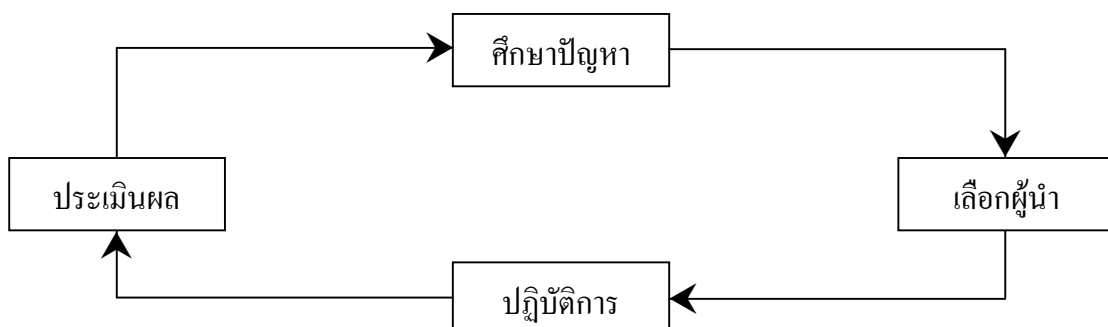 ศึกษาปัญหา
ประเมินผล
เลือกผู้นำ
ปฏิบัติการ